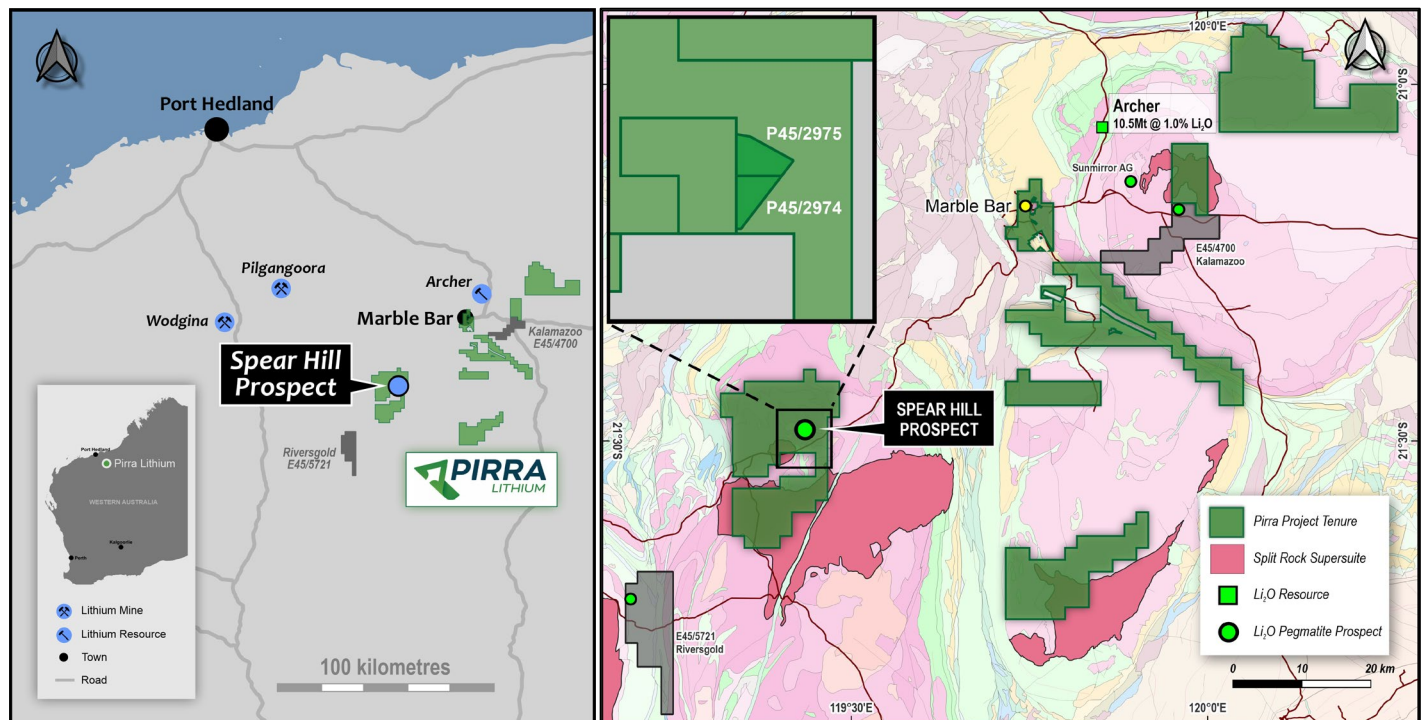 Port Hedland
Pilgangoora
Wodgina
Archer
Marble Bar
Kalamazoo
E45/4700
Spear Hill
Prospect
Riversgold
E45/5721
PIRRA
LITHIUM
Port Hedland
Pirra Lithium
WESTERN AUSTRALIA
Kalgoorlie
Perth
Lithium Mine
Lithium Resource
Town
Road
100 kilometres
P45/2975
P45/2974
120°0'E
21°0'S
Archer
10.5Mt @ 1.0% Li₂O
Sunmirror AG
Marble Bar
E45/4700
Kalamazoo
21°30'S
SPEAR HILL
PROSPECT
21°30'S
E45/5721
Riversgold
Pirra Project Tenure
Split Rock Supersuite
Li₂O Resource
Li₂O Pegmatite Prospect
0 10 20 km
119°30'E
120°0'E